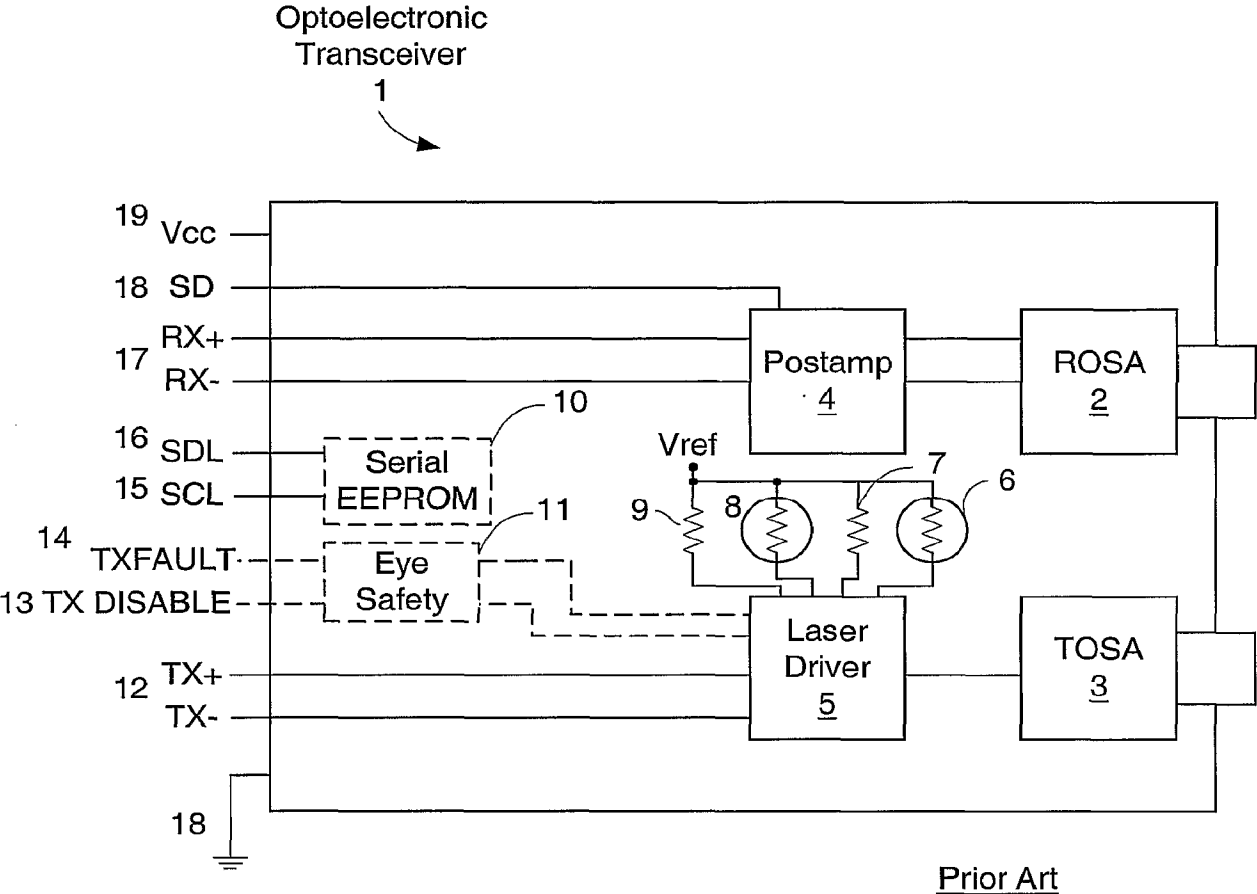 Optoelectronic
Transceiver
1
19
Vcc
18 SD
RX+
17
RX-
Postamp
4
ROSA
2
10
16
SDL
15 SCL
Serial
EEPROM
Vref
9
8
7
6
11
14
TXFAULT
13 TX DISABLE
Eye
Safety
12
TX+
TX-
Laser
Driver
5
TOSA
3
18
Prior Art